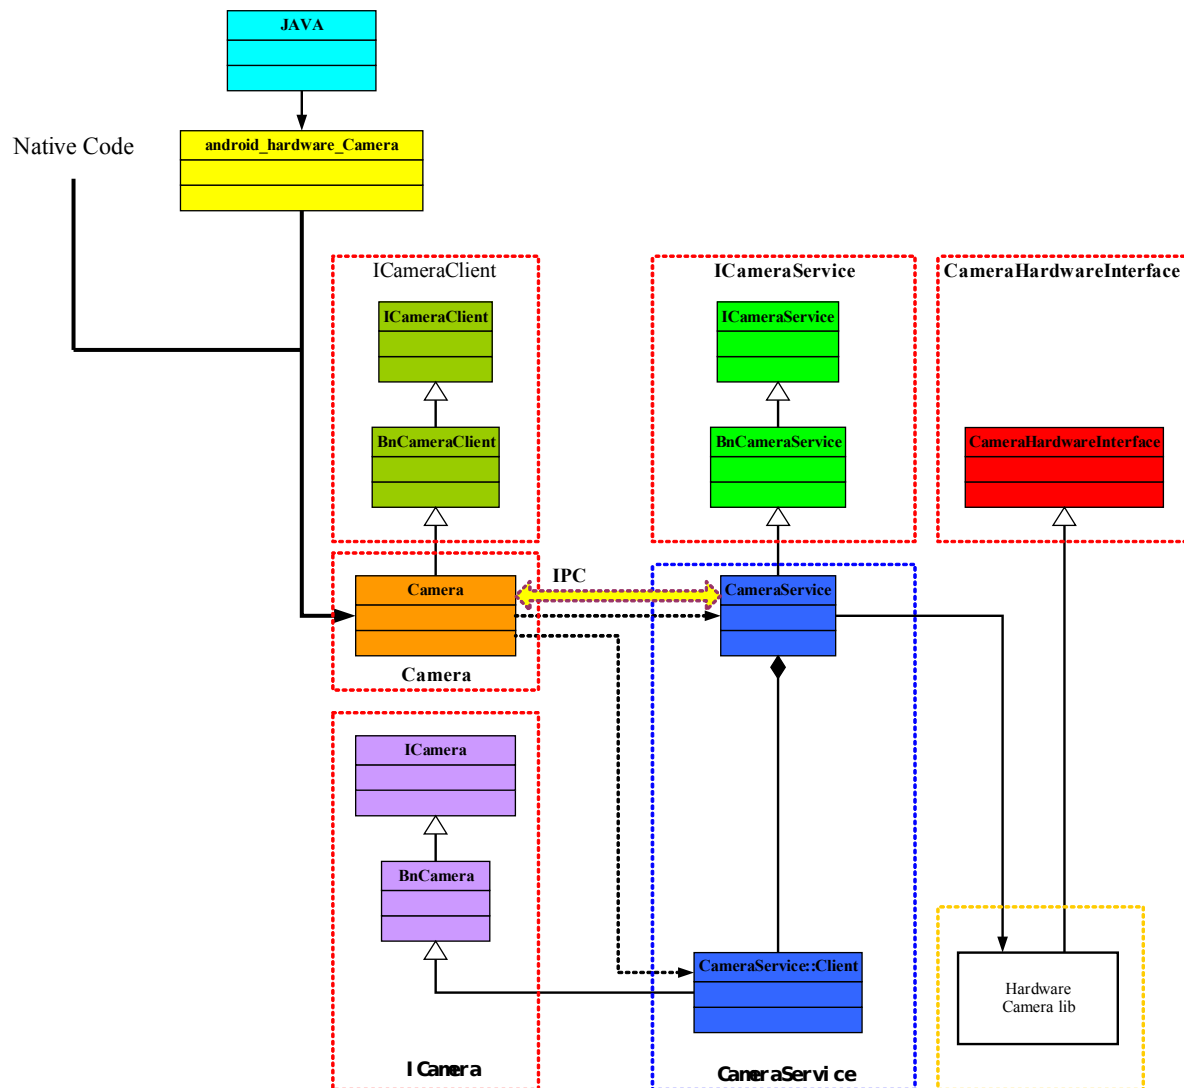 JAVA
Native Code
android_hardware_Camera
ICameraClient
ICameraService
CameraHardwareInterface
ICameraClient
ICameraService
BnCameraClient
BnCameraService
CameraHardwareInterface
IPC
Camera
CameraService
Camera
ICamera
BnCamera
CameraService::Client
Hardware
Camera lib
ICamera
CameraService